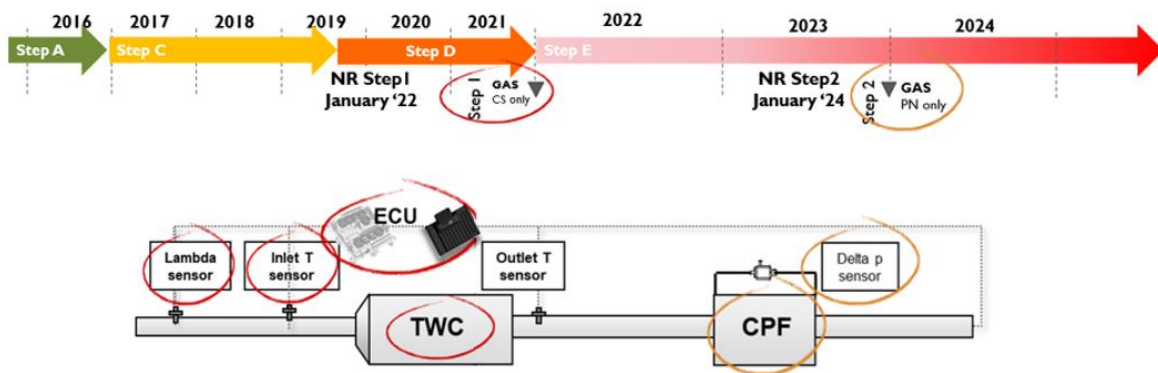 2016 2017 2018 2019 2020 2021 2022 2023 2024
Step A Step C Step D Step E
NR Step1
January '22
Step 1
GAS
CS only
NR Step2
January '24
Step 2
GAS
PN only
ECU
Lambda
sensor
Inlet T
sensor
Outlet T
sensor
Delta p
sensor
TWC
CPF